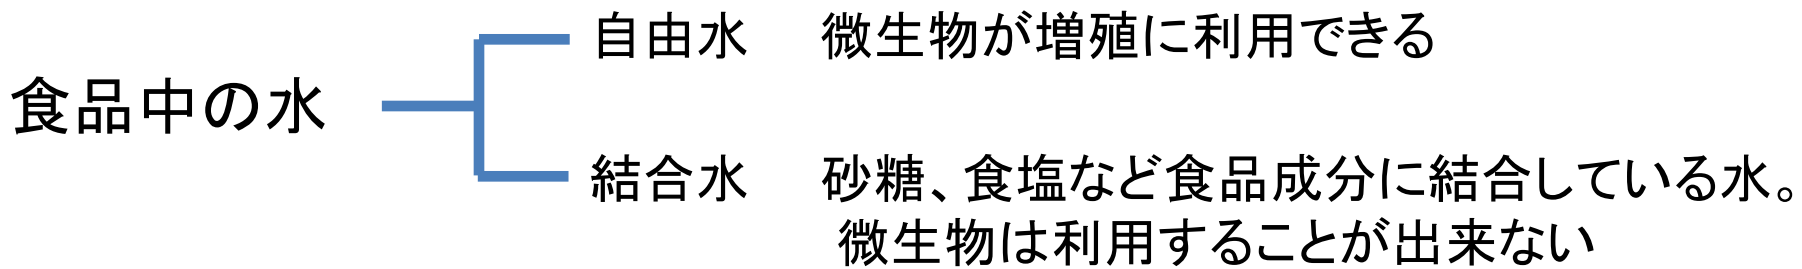 食品中の水
自由水 微生物が増殖に利用できる
結合水 砂糖、食塩など食品成分に結合している水。
微生物は利用することが出来ない